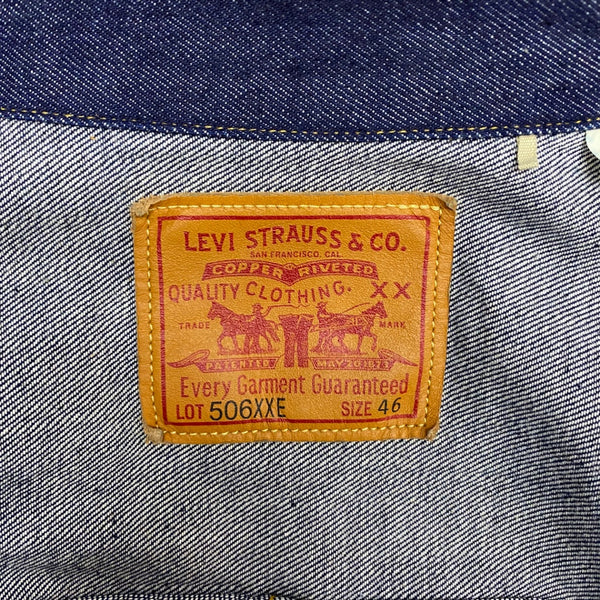 LEVI STRAUSS & CO.
SAN FRANCISCO, CAL
COPPER RIVETED
QUALITY CLOTHING. XX
TRADE MARK
PATENTED MAY 20 1873
Every Garment Guaranteed
LOT 506XXE SIZE 46